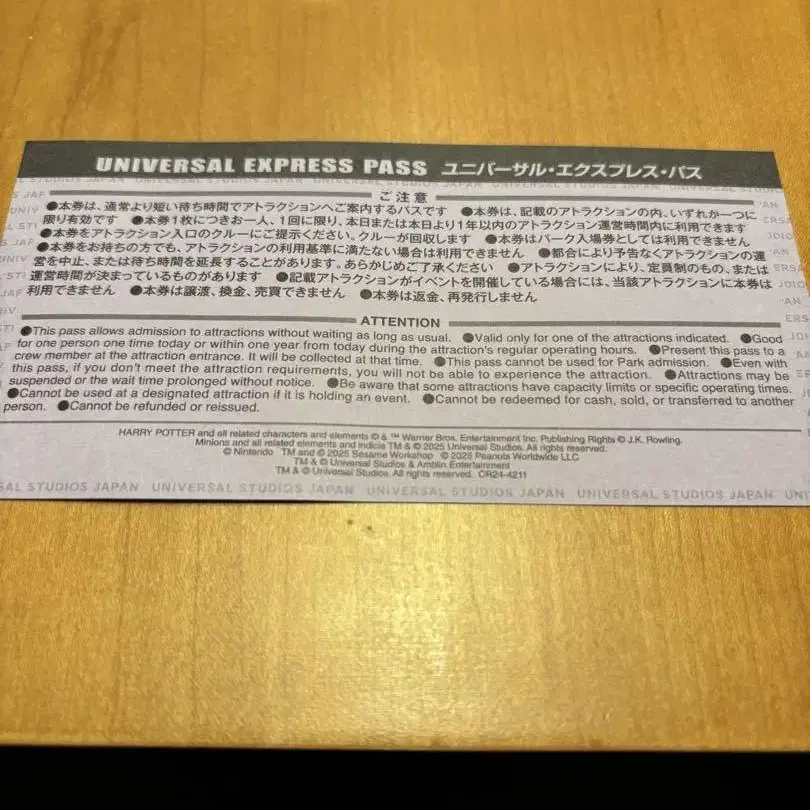 UNIVERSAL EXPRESS PASS ユニバーサル・エクスプレス・パス
ご注意
●本券は、通常より短い待ち時間でアトラクションへご案内するパスです ●本券は、記載のアトラクションの内、いずれか一つに
限り有効です ●本券1枚につきお一人、1回に限り、本日または本日より1年以内のアトラクション運営時間内に利用できます
●本券をアトラクション入口のクルーにご提示ください。クルーが回収します ●本券はパーク入場券としては利用できません
●本券をお持ちの方でも、アトラクションの利用基準に満たない場合は利用できません ●都合により予告なくアトラクションの運
営を中止、または待ち時間を延長することがあります。あらかじめご了承ください ●アトラクションにより、定員制のもの、または
運営時間が決まっているものがあります ●記載アトラクションがイベントを開催している場合には、当該アトラクションに本券は
利用できません ●本券は譲渡、換金、売買できません ●本券は返金、再発行しません
ATTENTION
●This pass allows admission to attractions without waiting as long as usual. ●Valid only for one of the attractions indicated. ●Good
for one person one time today or within one year from today during the attraction's regular operating hours. ●Present this pass to a
crew member at the attraction entrance. It will be collected at that time. ●This pass cannot be used for Park admission. ●Even with
this pass, if you don't meet the attraction requirements, you will not be able to experience the attraction. ●Attractions may be
suspended or the wait time prolonged without notice. ●Be aware that some attractions have capacity limits or specific operating times.
●Cannot be used at a designated attraction if it is holding an event. ●Cannot be redeemed for cash, sold, or transferred to another
person. ●Cannot be refunded or reissued.
HARRY POTTER and all related characters and elements © & ™ Warner Bros. Entertainment Inc. Publishing Rights © J.K. Rowling.
Minions and all related elements and indicia TM & © 2025 Universal Studios. All rights reserved.
© Nintendo TM and © 2025 Sesame Workshop © 2025 Peanuts Worldwide LLC
TM & © Universal Studios & Amblin Entertainment
TM & © Universal Studios. All rights reserved. CR24-4211
UNIVERSAL STUDIOS JAPAN UNIVERSAL STUDIOS JAPAN UNIVERSAL STUDIOS JAPAN